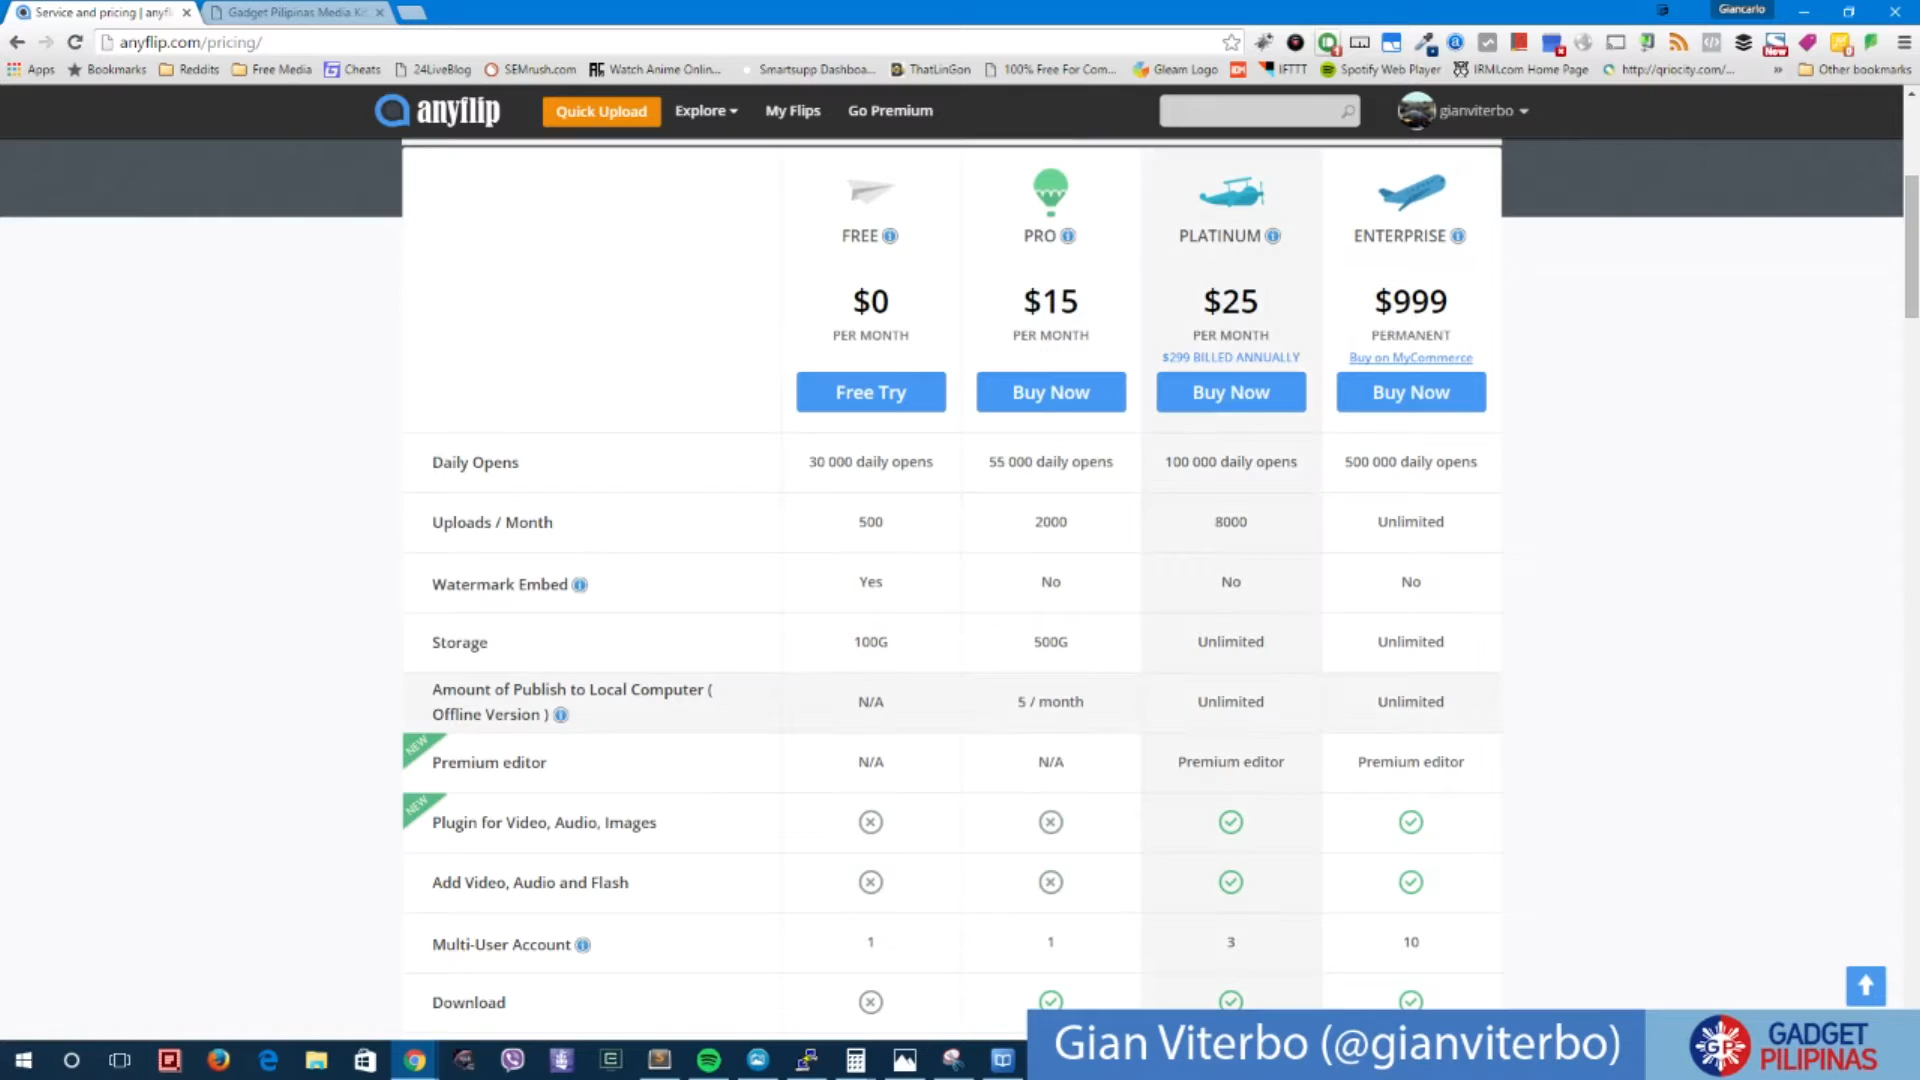 Service and pricing | anyfl
Gadget Pilipinas Media Ki
Giancarlo
anyflip.com/pricing/
Apps
Bookmarks
Reddits
Free Media
Cheats
24LiveBlog
SEMrush.com
Watch Anime Onlin...
Smartsupp Dashboa...
ThatLinGon
100% Free For Com...
Gleam Logo
IFTTT
Spotify Web Player
IRMI.com Home Page
http://qriocity.com/...
Other bookmarks
anyflip
Quick Upload
Explore
My Flips
Go Premium
gianviterbo
FREE
PRO
PLATINUM
ENTERPRISE
$0
$15
$25
$999
PER MONTH
PER MONTH
PER MONTH
PERMANENT
$299 BILLED ANNUALLY
Buy on MyCommerce
Free Try
Buy Now
Buy Now
Buy Now
Daily Opens
30 000 daily opens
55 000 daily opens
100 000 daily opens
500 000 daily opens
Uploads / Month
500
2000
8000
Unlimited
Watermark Embed
Yes
No
No
No
Storage
100G
500G
Unlimited
Unlimited
Amount of Publish to Local Computer (
Offline Version )
N/A
5 / month
Unlimited
Unlimited
NEW
Premium editor
N/A
N/A
Premium editor
Premium editor
NEW
Plugin for Video, Audio, Images
Add Video, Audio and Flash
Multi-User Account
1
1
3
10
Download
Gian Viterbo (@gianviterbo)
GP
GADGET
PILIPINAS